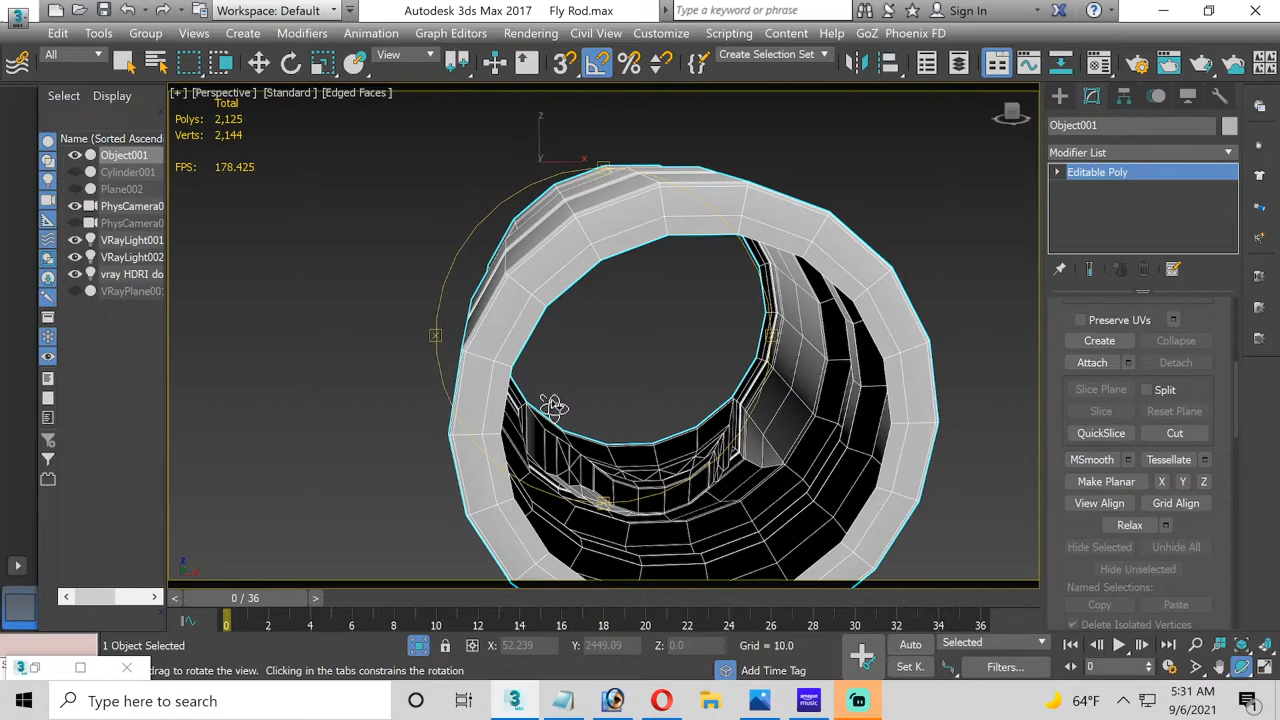 Workspace: Default
Autodesk 3ds Max 2017    Fly Rod.max
Type a keyword or phrase
Sign In
Edit Tools Group Views Create Modifiers Animation Graph Editors Rendering Civil View Customize Scripting Content Help GoZ Phoenix FD
All
View
Create Selection Set
Select Display
[+] [Perspective] [Standard] [Edged Faces]
Total
Polys: 2,125
Verts: 2,144
FPS: 178.425
Name (Sorted Ascend
Object001
Cylinder001
Plane002
PhysCamera0
PhysCamera0
VRayLight001
VRayLight002
vray HDRI do
VRayPlane00
z
x
y
Object001
Modifier List
Editable Poly
Preserve UVs
Create Collapse
Attach Detach
Slice Plane Split
Slice Reset Plane
QuickSlice Cut
MSmooth Tessellate
Make Planar X Y Z
View Align Grid Align
Relax
Hide Selected Unhide All
Hide Unselected
Named Selections:
Copy Paste
Delete Isolated Vertices
< 0 / 36 >
0 2 4 6 8 10 12 14 16 18 20 22 24 26 28 30 32 34 36
1 Object Selected
X: 52.239 Y: 2449.09 Z: 0.0 Grid = 10.0
Auto Selected
drag to rotate the view. Clicking in the tabs constrains the rotation
Add Time Tag
Set K. Filters...
0
Type here to search
amazon music
64°F
5:31 AM
9/6/2021
1